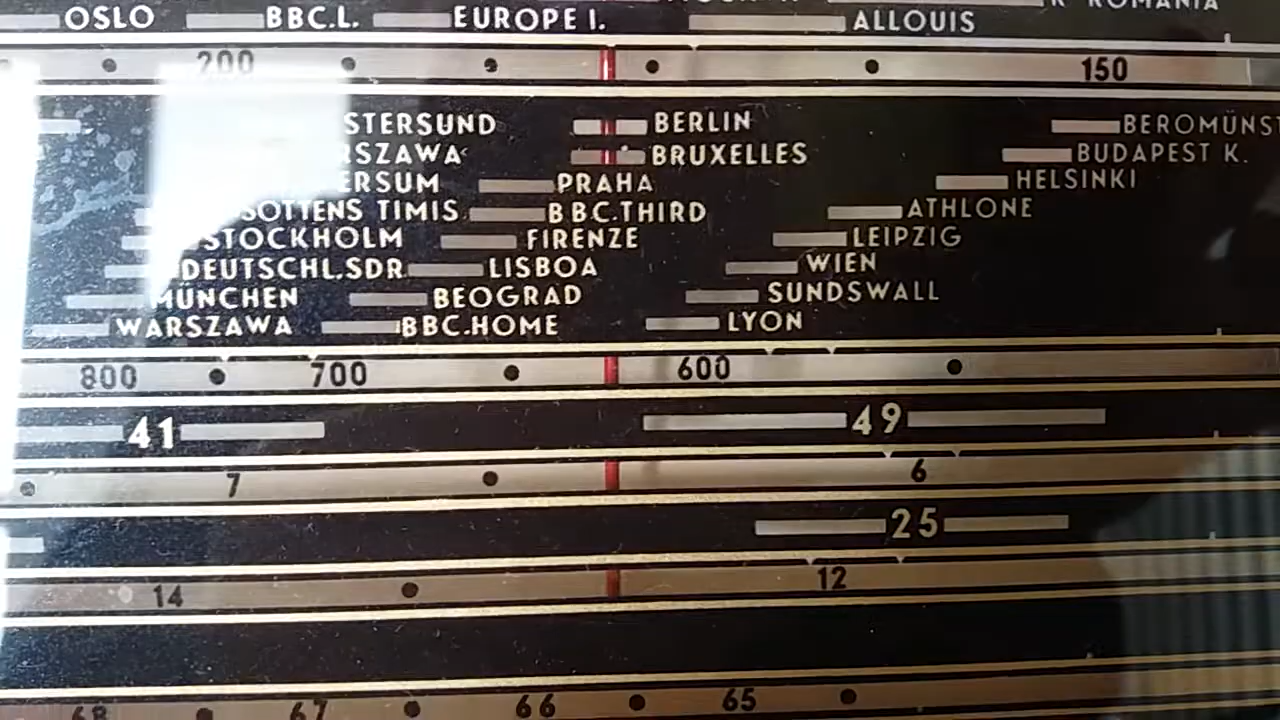 OSLO BBC.L. EUROPE I. ALLOUIS
200 150
STERSUND BERLIN BEROMÜNST
RSZAWA BRUXELLES BUDAPEST K.
ERSUM PRAHA HELSINKI
SOTTENS TIMIS. BBC.THIRD ATHLONE
STOCKHOLM FIRENZE LEIPZIG
DEUTSCHL.SDR. LISBOA WIEN
MÜNCHEN BEOGRAD SUNDSWALL
WARSZAWA BBC.HOME LYON
800 700 600
41 49
7 6
25
14 12
68 67 66 65